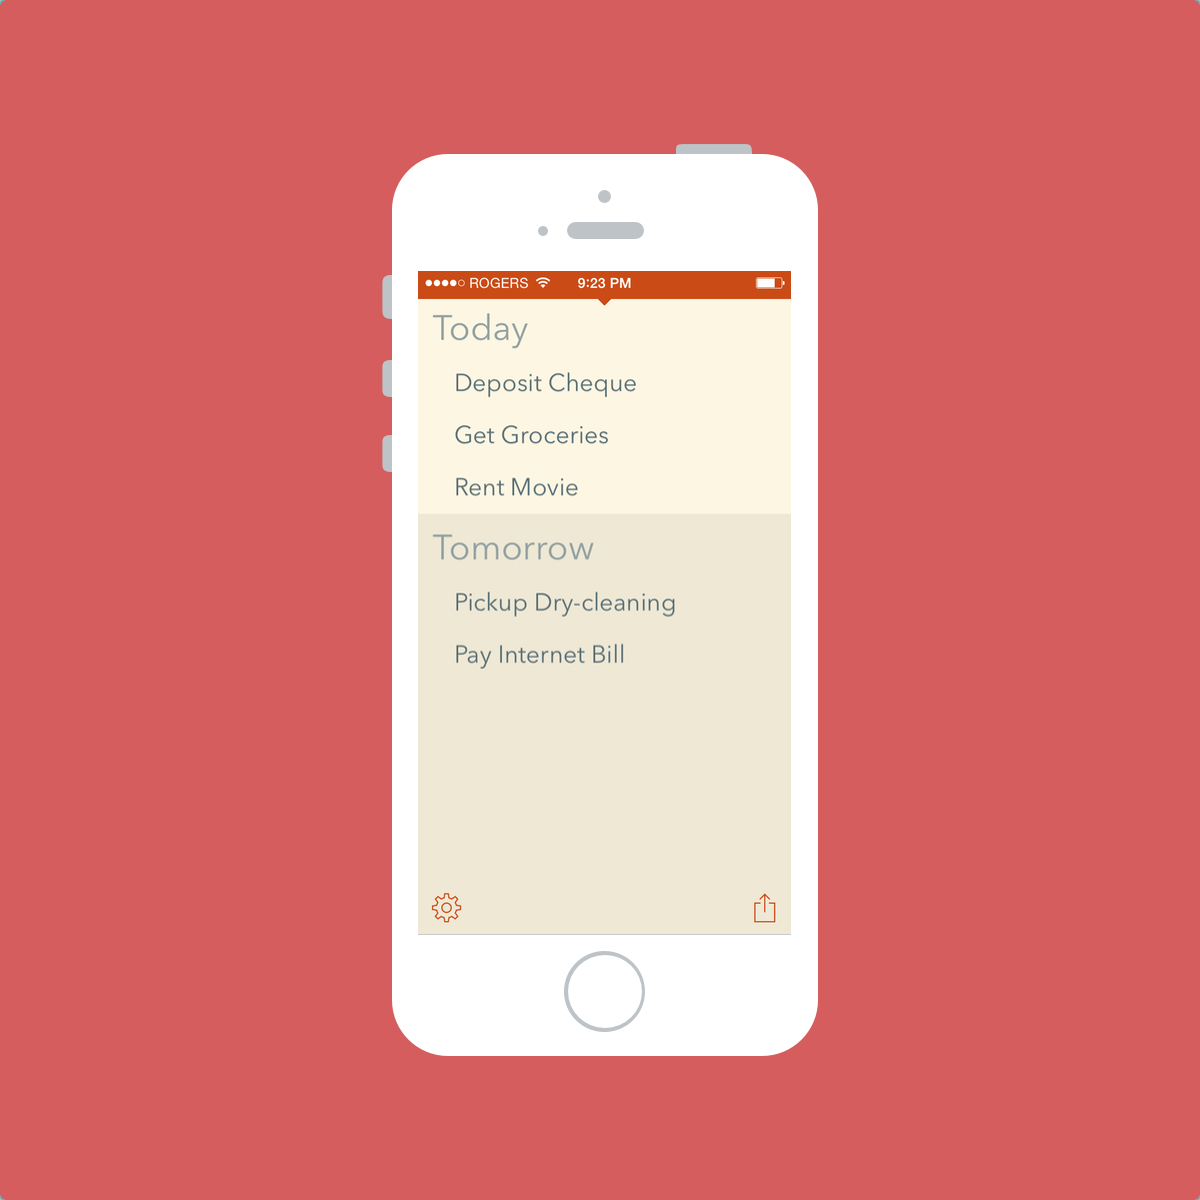 ROGERS 9:23 PM
Today
Deposit Cheque
Get Groceries
Rent Movie
Tomorrow
Pickup Dry-cleaning
Pay Internet Bill